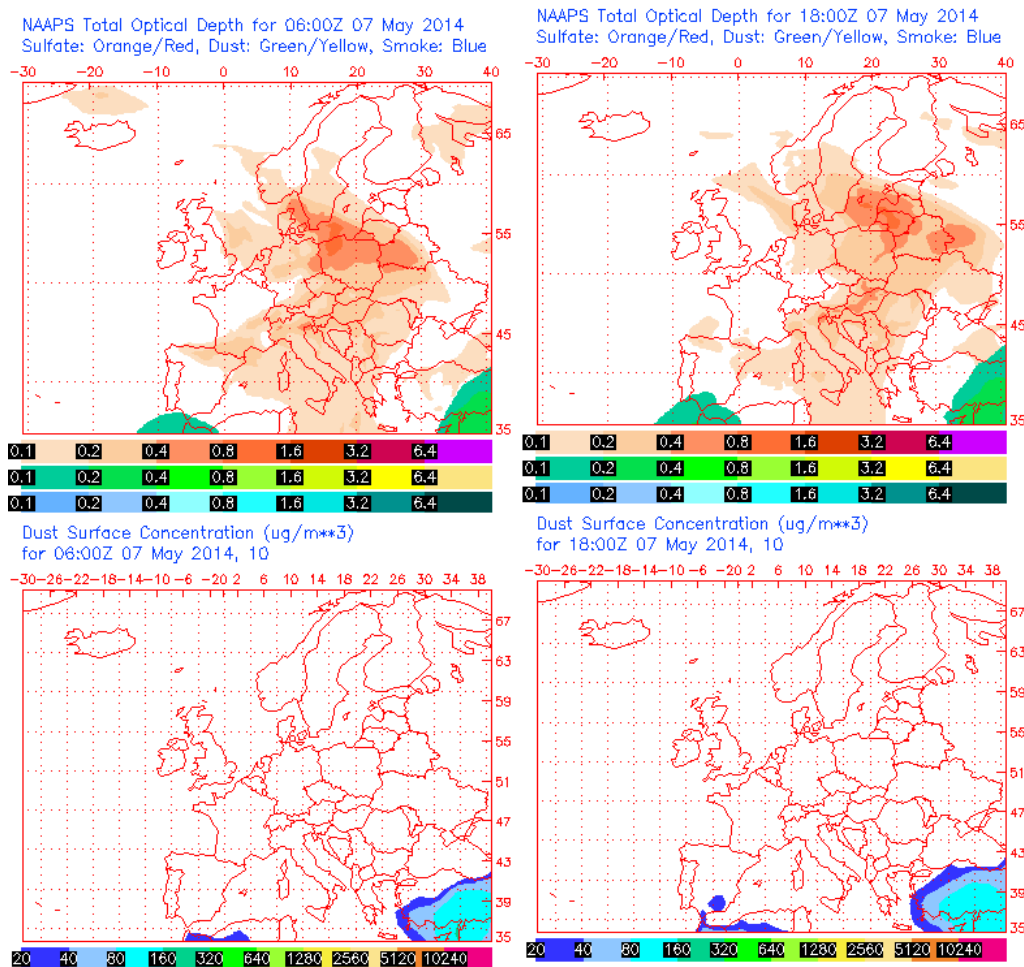 NAAPS Total Optical Depth for 06:00Z 07 May 2014
Sulfate: Orange/Red, Dust: Green/Yellow, Smoke: Blue
-30 -20 -10 0 10 20 30 40
65
55
45
35
0.1 0.2 0.4 0.8 1.6 3.2 6.4
0.1 0.2 0.4 0.8 1.6 3.2 6.4
0.1 0.2 0.4 0.8 1.6 3.2 6.4
NAAPS Total Optical Depth for 18:00Z 07 May 2014
Sulfate: Orange/Red, Dust: Green/Yellow, Smoke: Blue
-30 -20 -10 0 10 20 30 40
65
55
45
35
0.1 0.2 0.4 0.8 1.6 3.2 6.4
0.1 0.2 0.4 0.8 1.6 3.2 6.4
0.1 0.2 0.4 0.8 1.6 3.2 6.4
Dust Surface Concentration (ug/m**3)
for 06:00Z 07 May 2014, 10
-30-26-22-18-14-10 -6 -20 2 6 10 14 18 22 26 30 34 38
67
63
59
55
51
47
43
39
35
20 40 80 160 320 640 1280 2560 5120 10240
Dust Surface Concentration (ug/m**3)
for 18:00Z 07 May 2014, 10
-30-26-22-18-14-10 -6 -20 2 6 10 14 18 22 26 30 34 38
67
63
59
55
51
47
43
39
35
20 40 80 160 320 640 1280 2560 5120 10240